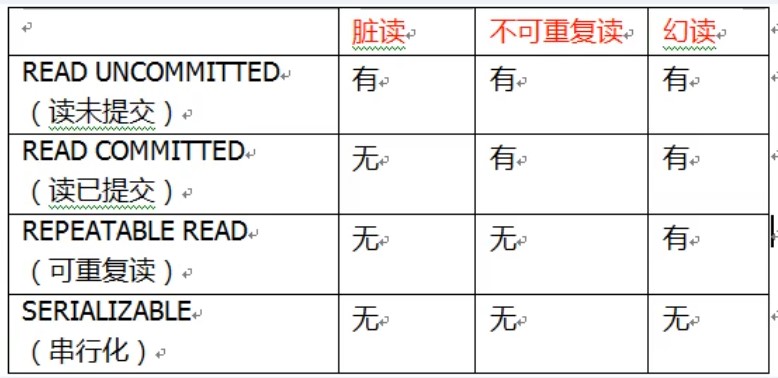 脏读 不可重复读 幻读
READ UNCOMMITTED
（读未提交） 有 有 有
READ COMMITTED
（读已提交） 无 有 有
REPEATABLE READ
（可重复读） 无 无 有
SERIALIZABLE
（串行化） 无 无 无